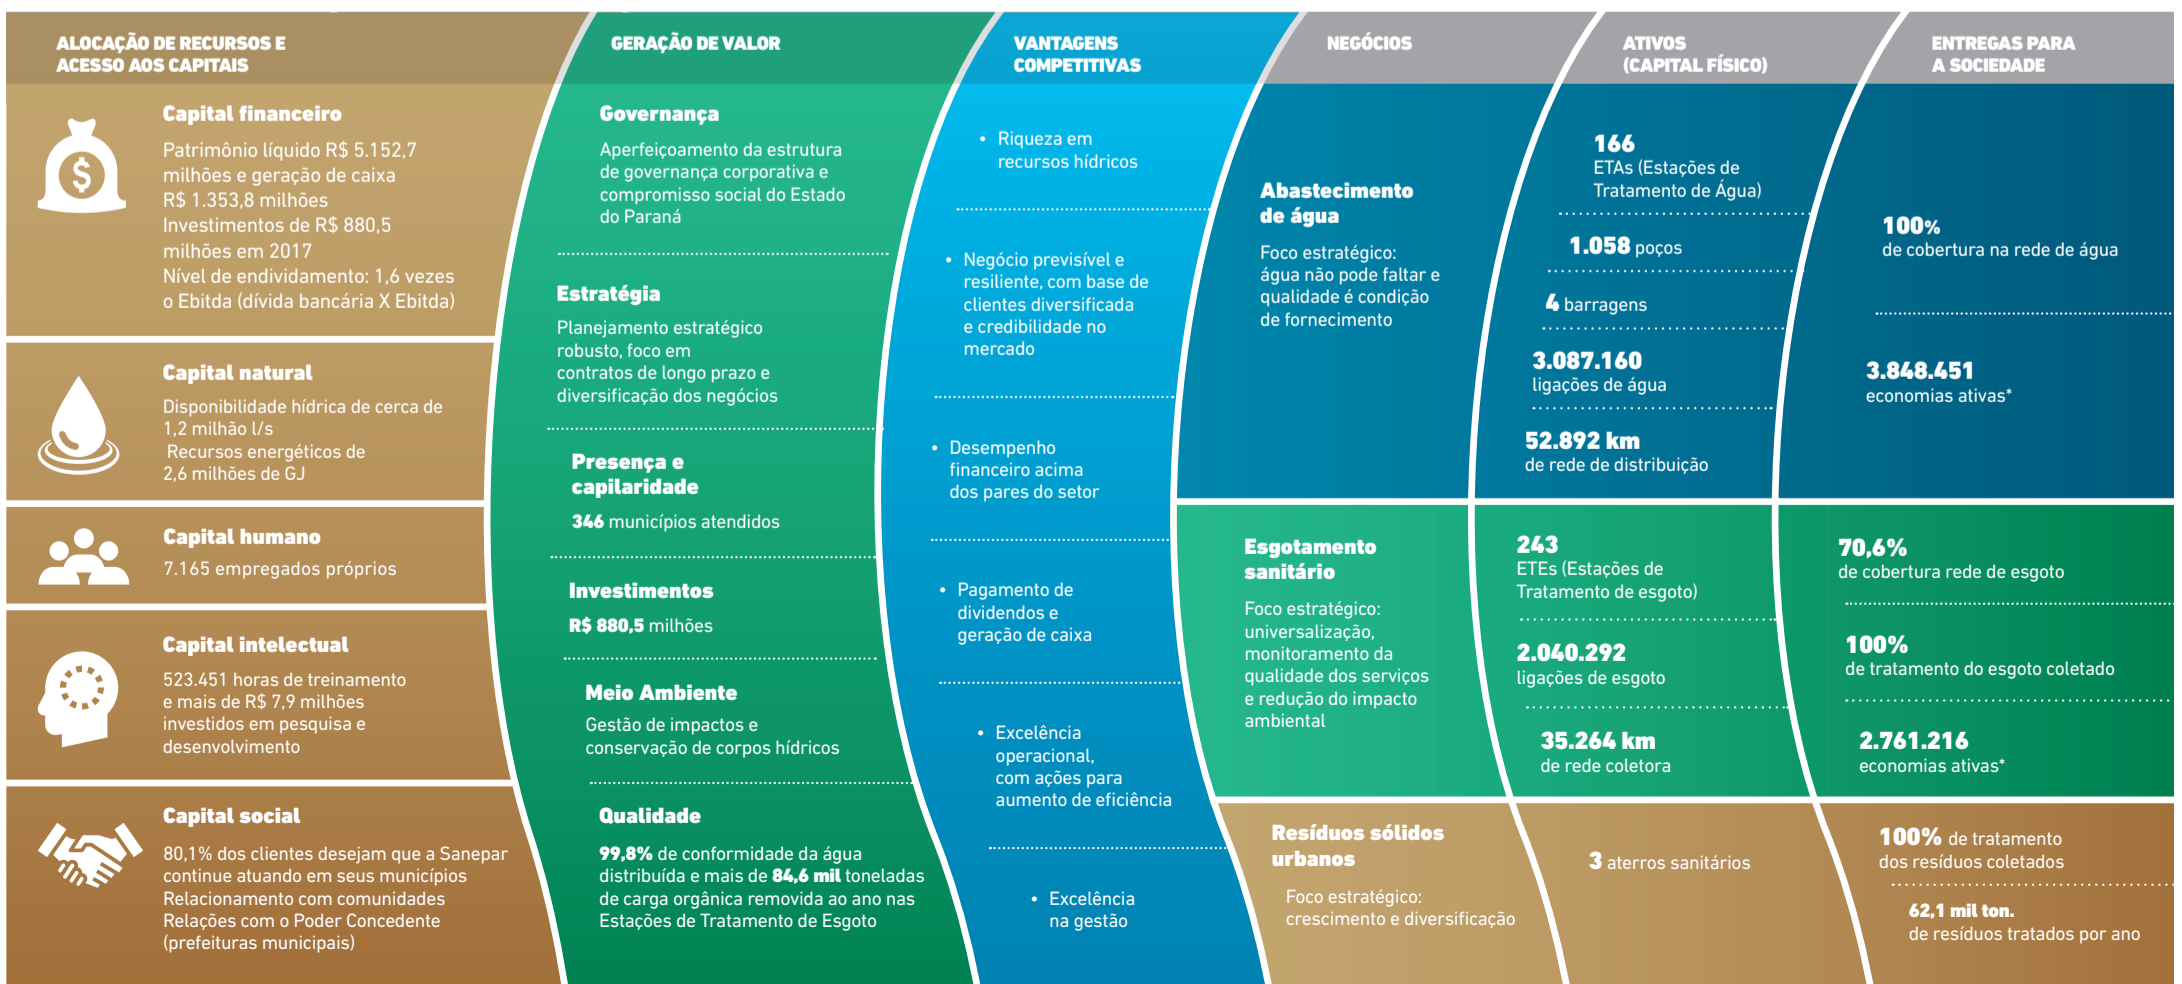 ALOCAÇÃO DE RECURSOS E
ACESSO AOS CAPITAIS
Capital financeiro
Patrimônio líquido R$ 5.152,7
milhões e geração de caixa
R$ 1.353,8 milhões
Investimentos de R$ 880,5
milhões em 2017
Nível de endividamento: 1,6 vezes
o Ebitda (dívida bancária X Ebitda)
Capital natural
Disponibilidade hídrica de cerca de
1,2 milhão l/s
Recursos energéticos de
2,6 milhões de GJ
Capital humano
7.165 empregados próprios
Capital intelectual
523.451 horas de treinamento
e mais de R$ 7,9 milhões
investidos em pesquisa e
desenvolvimento
Capital social
80,1% dos clientes desejam que a Sanepar
continue atuando em seus municípios
Relacionamento com comunidades
Relações com o Poder Concedente
(prefeituras municipais)
GERAÇÃO DE VALOR
Governança
Aperfeiçoamento da estrutura
de governança corporativa e
compromisso social do Estado
do Paraná
Estratégia
Planejamento estratégico
robusto, foco em
contratos de longo prazo e
diversificação dos negócios
Presença e
capilaridade
346 municípios atendidos
Investimentos
R$ 880,5 milhões
Meio Ambiente
Gestão de impactos e
conservação de corpos hídricos
Qualidade
99,8% de conformidade da água
distribuída e mais de 84,6 mil toneladas
de carga orgânica removida ao ano nas
Estações de Tratamento de Esgoto
VANTAGENS
COMPETITIVAS
• Riqueza em
recursos hídricos
• Negócio previsível e
resiliente, com base de
clientes diversificada
e credibilidade no
mercado
• Desempenho
financeiro acima
dos pares do setor
• Pagamento de
dividendos e
geração de caixa
• Excelência
operacional,
com ações para
aumento de eficiência
• Excelência
na gestão
NEGÓCIOS
Abastecimento
de água
Foco estratégico:
água não pode faltar e
qualidade é condição
de fornecimento
Esgotamento
sanitário
Foco estratégico:
universalização,
monitoramento da
qualidade dos serviços
e redução do impacto
ambiental
Resíduos sólidos
urbanos
Foco estratégico:
crescimento e diversificação
ATIVOS
(CAPITAL FÍSICO)
166
ETAs (Estações de
Tratamento de Água)
1.058 poços
4 barragens
3.087.160
ligações de água
52.892 km
de rede de distribuição
243
ETEs (Estações de
Tratamento de esgoto)
2.040.292
ligações de esgoto
35.264 km
de rede coletora
3 aterros sanitários
ENTREGAS PARA
A SOCIEDADE
100%
de cobertura na rede de água
3.848.451
economias ativas*
70,6%
de cobertura rede de esgoto
100%
de tratamento do esgoto coletado
2.761.216
economias ativas*
100% de tratamento
dos resíduos coletados
62,1 mil ton.
de resíduos tratados por ano